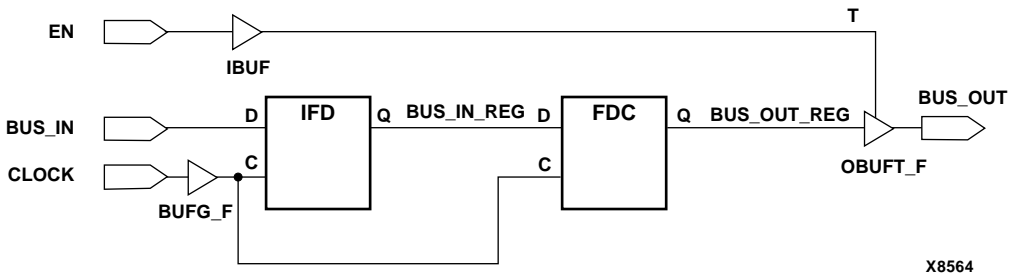 T
EN
IBUF
BUS_IN
D
IFD
Q
BUS_IN_REG
D
FDC
Q
BUS_OUT_REG
BUS_OUT
CLOCK
C
C
OBUFT_F
BUFG_F
X8564